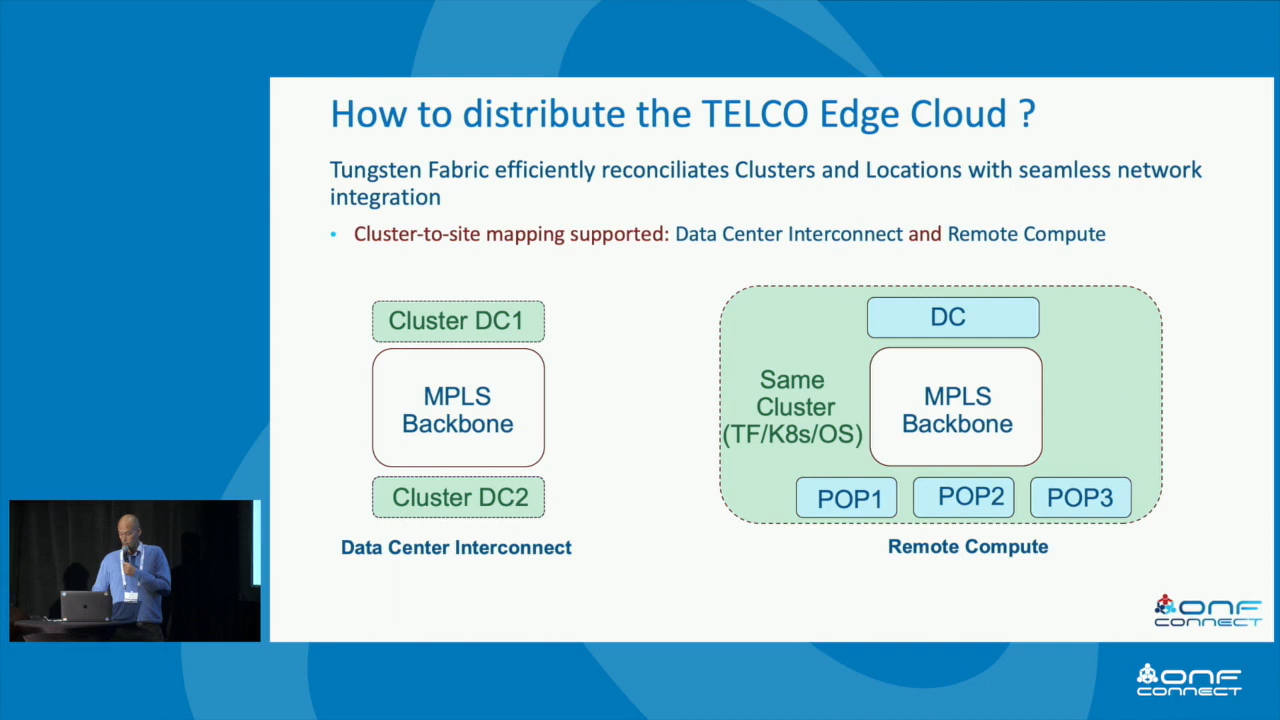 How to distribute the TELCO Edge Cloud ?
Tungsten Fabric efficiently reconciliates Clusters and Locations with seamless network
integration
• Cluster-to-site mapping supported: Data Center Interconnect and Remote Compute
Cluster DC1
MPLS
Backbone
Cluster DC2
Data Center Interconnect
DC
Same
Cluster
(TF/K8s/OS)
MPLS
Backbone
POP1
POP2
POP3
Remote Compute
ONF
CONNECT
ONF
CONNECT